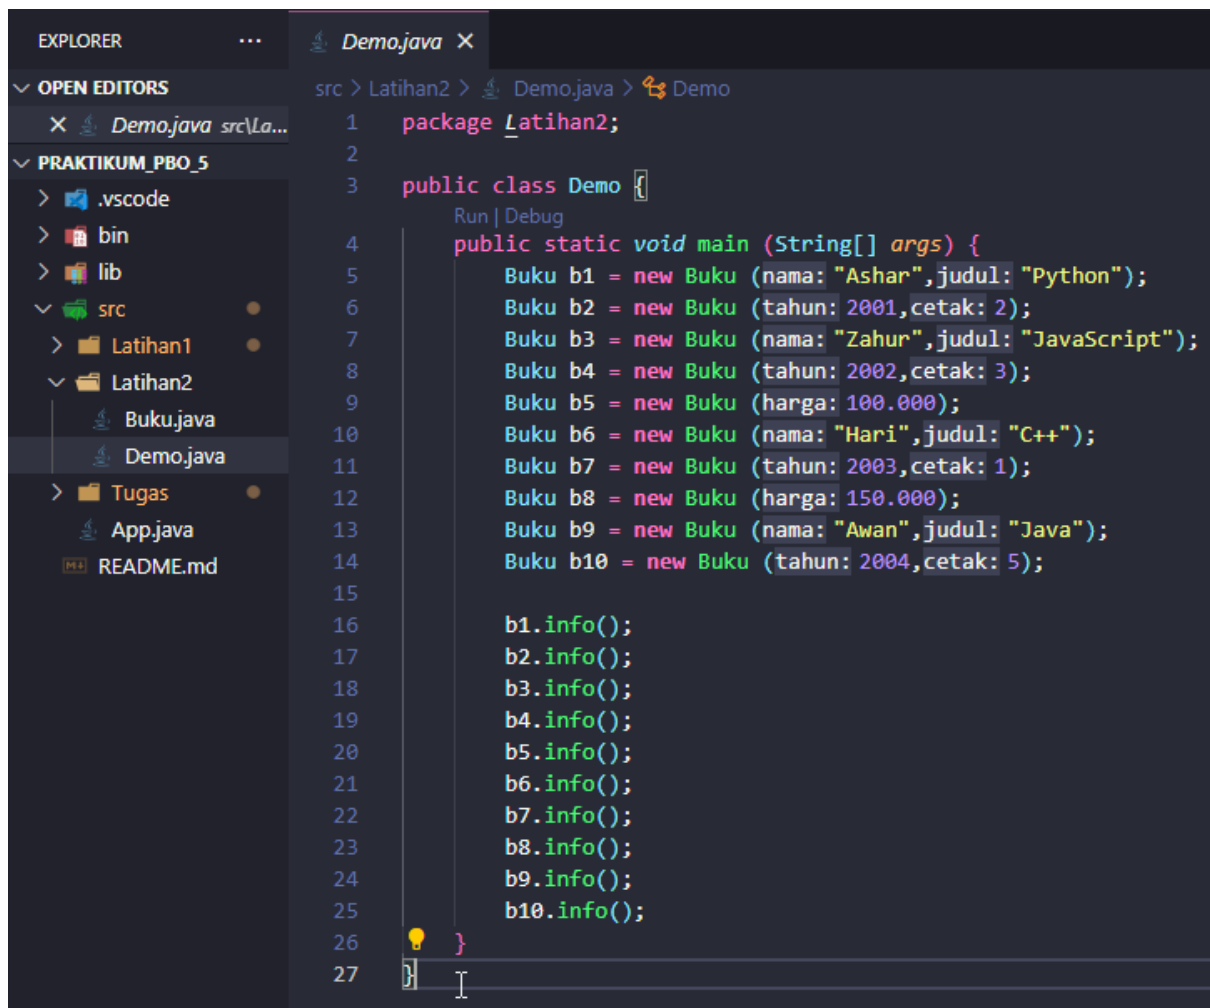 EXPLORER ...
OPEN EDITORS
Demo.java src\La...
PRAKTIKUM_PBO_5
.vscode
bin
lib
src
Latihan1
Latihan2
Buku.java
Demo.java
Tugas
App.java
README.md
Demo.java
src > Latihan2 > Demo.java > Demo
1 package Latihan2;
2
3 public class Demo {
Run | Debug
4 public static void main (String[] args) {
5 Buku b1 = new Buku (nama: "Ashar",judul: "Python");
6 Buku b2 = new Buku (tahun: 2001,cetak: 2);
7 Buku b3 = new Buku (nama: "Zahur",judul: "JavaScript");
8 Buku b4 = new Buku (tahun: 2002,cetak: 3);
9 Buku b5 = new Buku (harga: 100.000);
10 Buku b6 = new Buku (nama: "Hari",judul: "C++");
11 Buku b7 = new Buku (tahun: 2003,cetak: 1);
12 Buku b8 = new Buku (harga: 150.000);
13 Buku b9 = new Buku (nama: "Awan",judul: "Java");
14 Buku b10 = new Buku (tahun: 2004,cetak: 5);
15
16 b1.info();
17 b2.info();
18 b3.info();
19 b4.info();
20 b5.info();
21 b6.info();
22 b7.info();
23 b8.info();
24 b9.info();
25 b10.info();
26 }
27 }